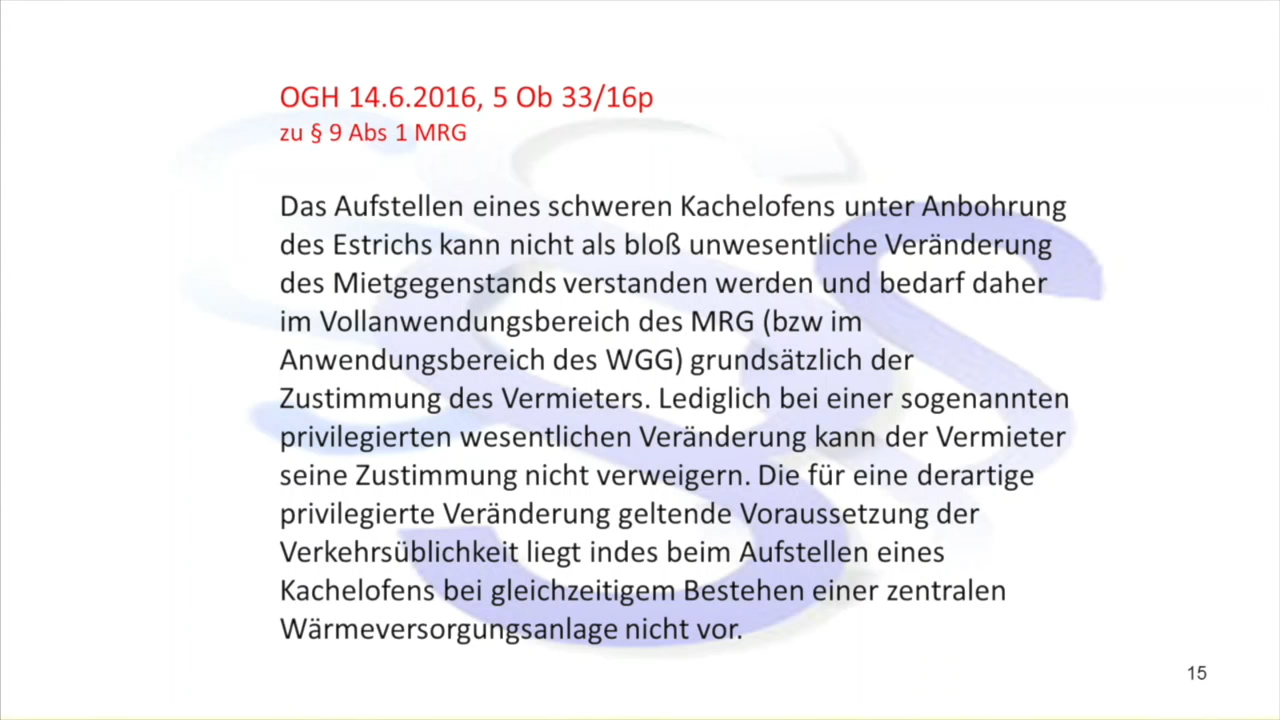 OGH 14.6.2016, 5 Ob 33/16p
zu § 9 Abs 1 MRG
Das Aufstellen eines schweren Kachelofens unter Anbohrung
des Estrichs kann nicht als bloß unwesentliche Veränderung
des Mietgegenstands verstanden werden und bedarf daher
im Vollanwendungsbereich des MRG (bzw im
Anwendungsbereich des WGG) grundsätzlich der
Zustimmung des Vermieters. Lediglich bei einer sogenannten
privilegierten wesentlichen Veränderung kann der Vermieter
seine Zustimmung nicht verweigern. Die für eine derartige
privilegierte Veränderung geltende Voraussetzung der
Verkehrsüblichkeit liegt indes beim Aufstellen eines
Kachelofens bei gleichzeitigem Bestehen einer zentralen
Wärmeversorgungsanlage nicht vor.
15